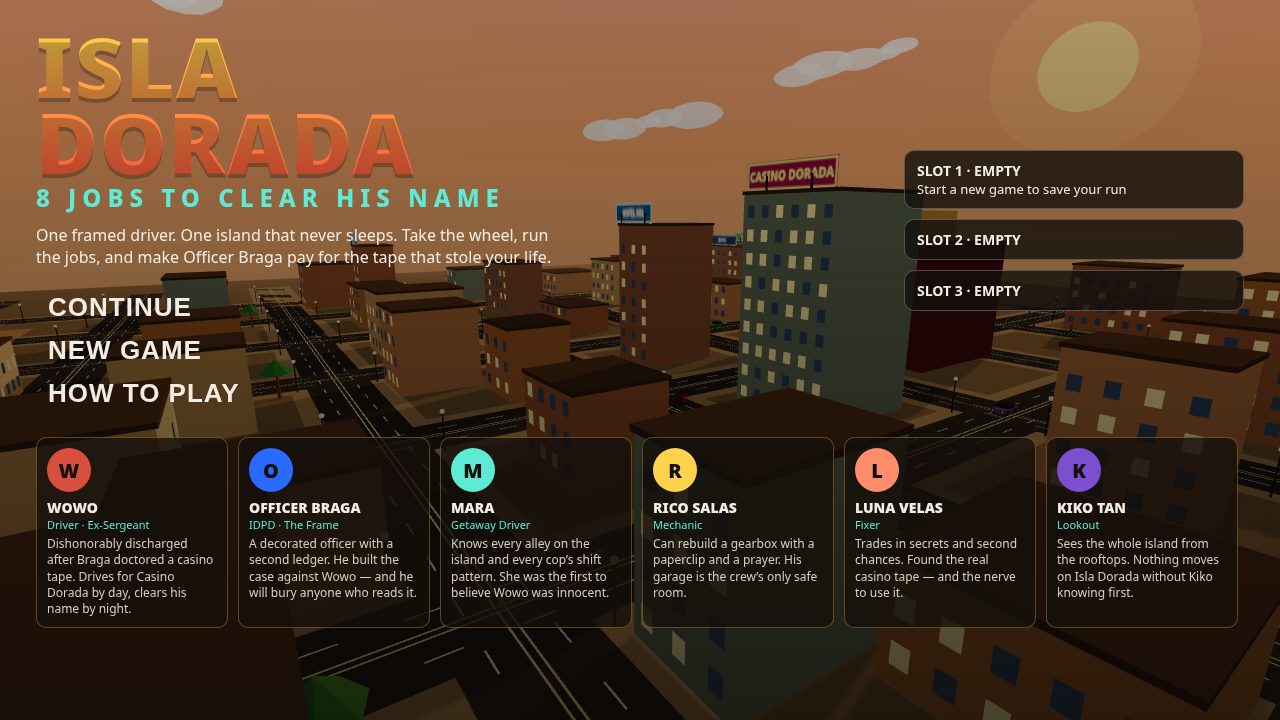 ISLA
DORADA
8 JOBS TO CLEAR HIS NAME
One framed driver. One island that never sleeps. Take the wheel, run
the jobs, and make Officer Braga pay for the tape that stole your life.
CONTINUE
NEW GAME
HOW TO PLAY
CASINO DORADA
SLOT 1 · EMPTY
Start a new game to save your run
SLOT 2 · EMPTY
SLOT 3 · EMPTY
W
WOWO
Driver · Ex-Sergeant
Dishonorably discharged
after Braga doctored a casino
tape. Drives for Casino
Dorada by day, clears his
name by night.
O
OFFICER BRAGA
IDPD · The Frame
A decorated officer with a
second ledger. He built the
case against Wowo — and he
will bury anyone who reads it.
M
MARA
Getaway Driver
Knows every alley on the
island and every cop's shift
pattern. She was the first to
believe Wowo was innocent.
R
RICO SALAS
Mechanic
Can rebuild a gearbox with a
paperclip and a prayer. His
garage is the crew's only safe
room.
L
LUNA VELAS
Fixer
Trades in secrets and second
chances. Found the real
casino tape — and the nerve
to use it.
K
KIKO TAN
Lookout
Sees the whole island from
the rooftops. Nothing moves
on Isla Dorada without Kiko
knowing first.